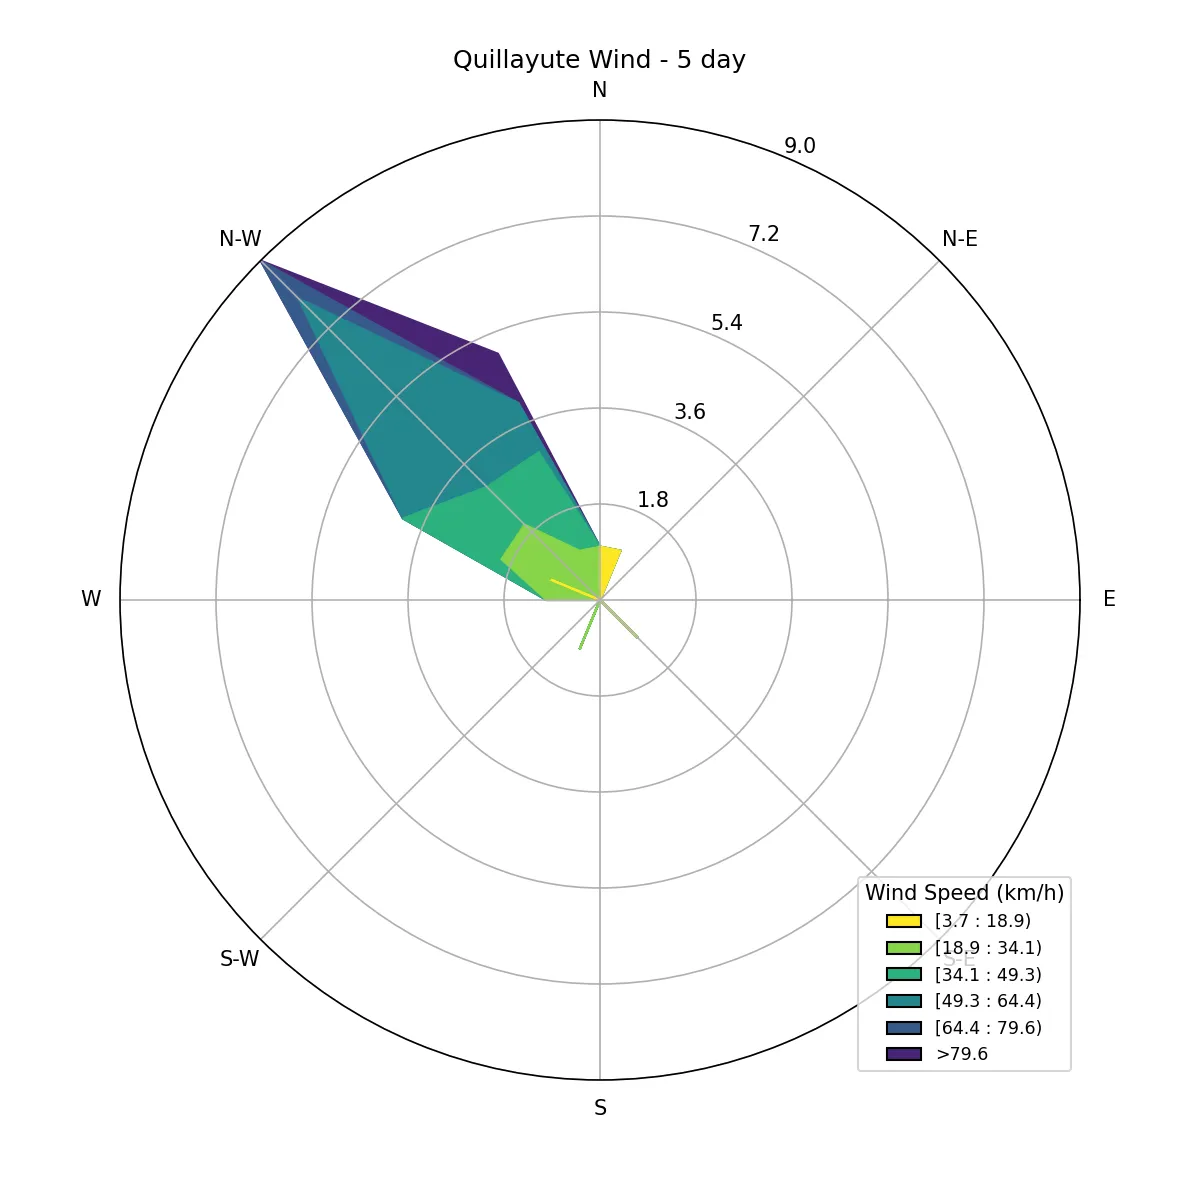 Quillayute Wind - 5 day
N
9.0
N-W
7.2
N-E
5.4
3.6
1.8
W
E
S-W
S-E
S
Wind Speed (km/h)
[3.7 : 18.9)
[18.9 : 34.1)
[34.1 : 49.3)
[49.3 : 64.4)
[64.4 : 79.6)
>79.6